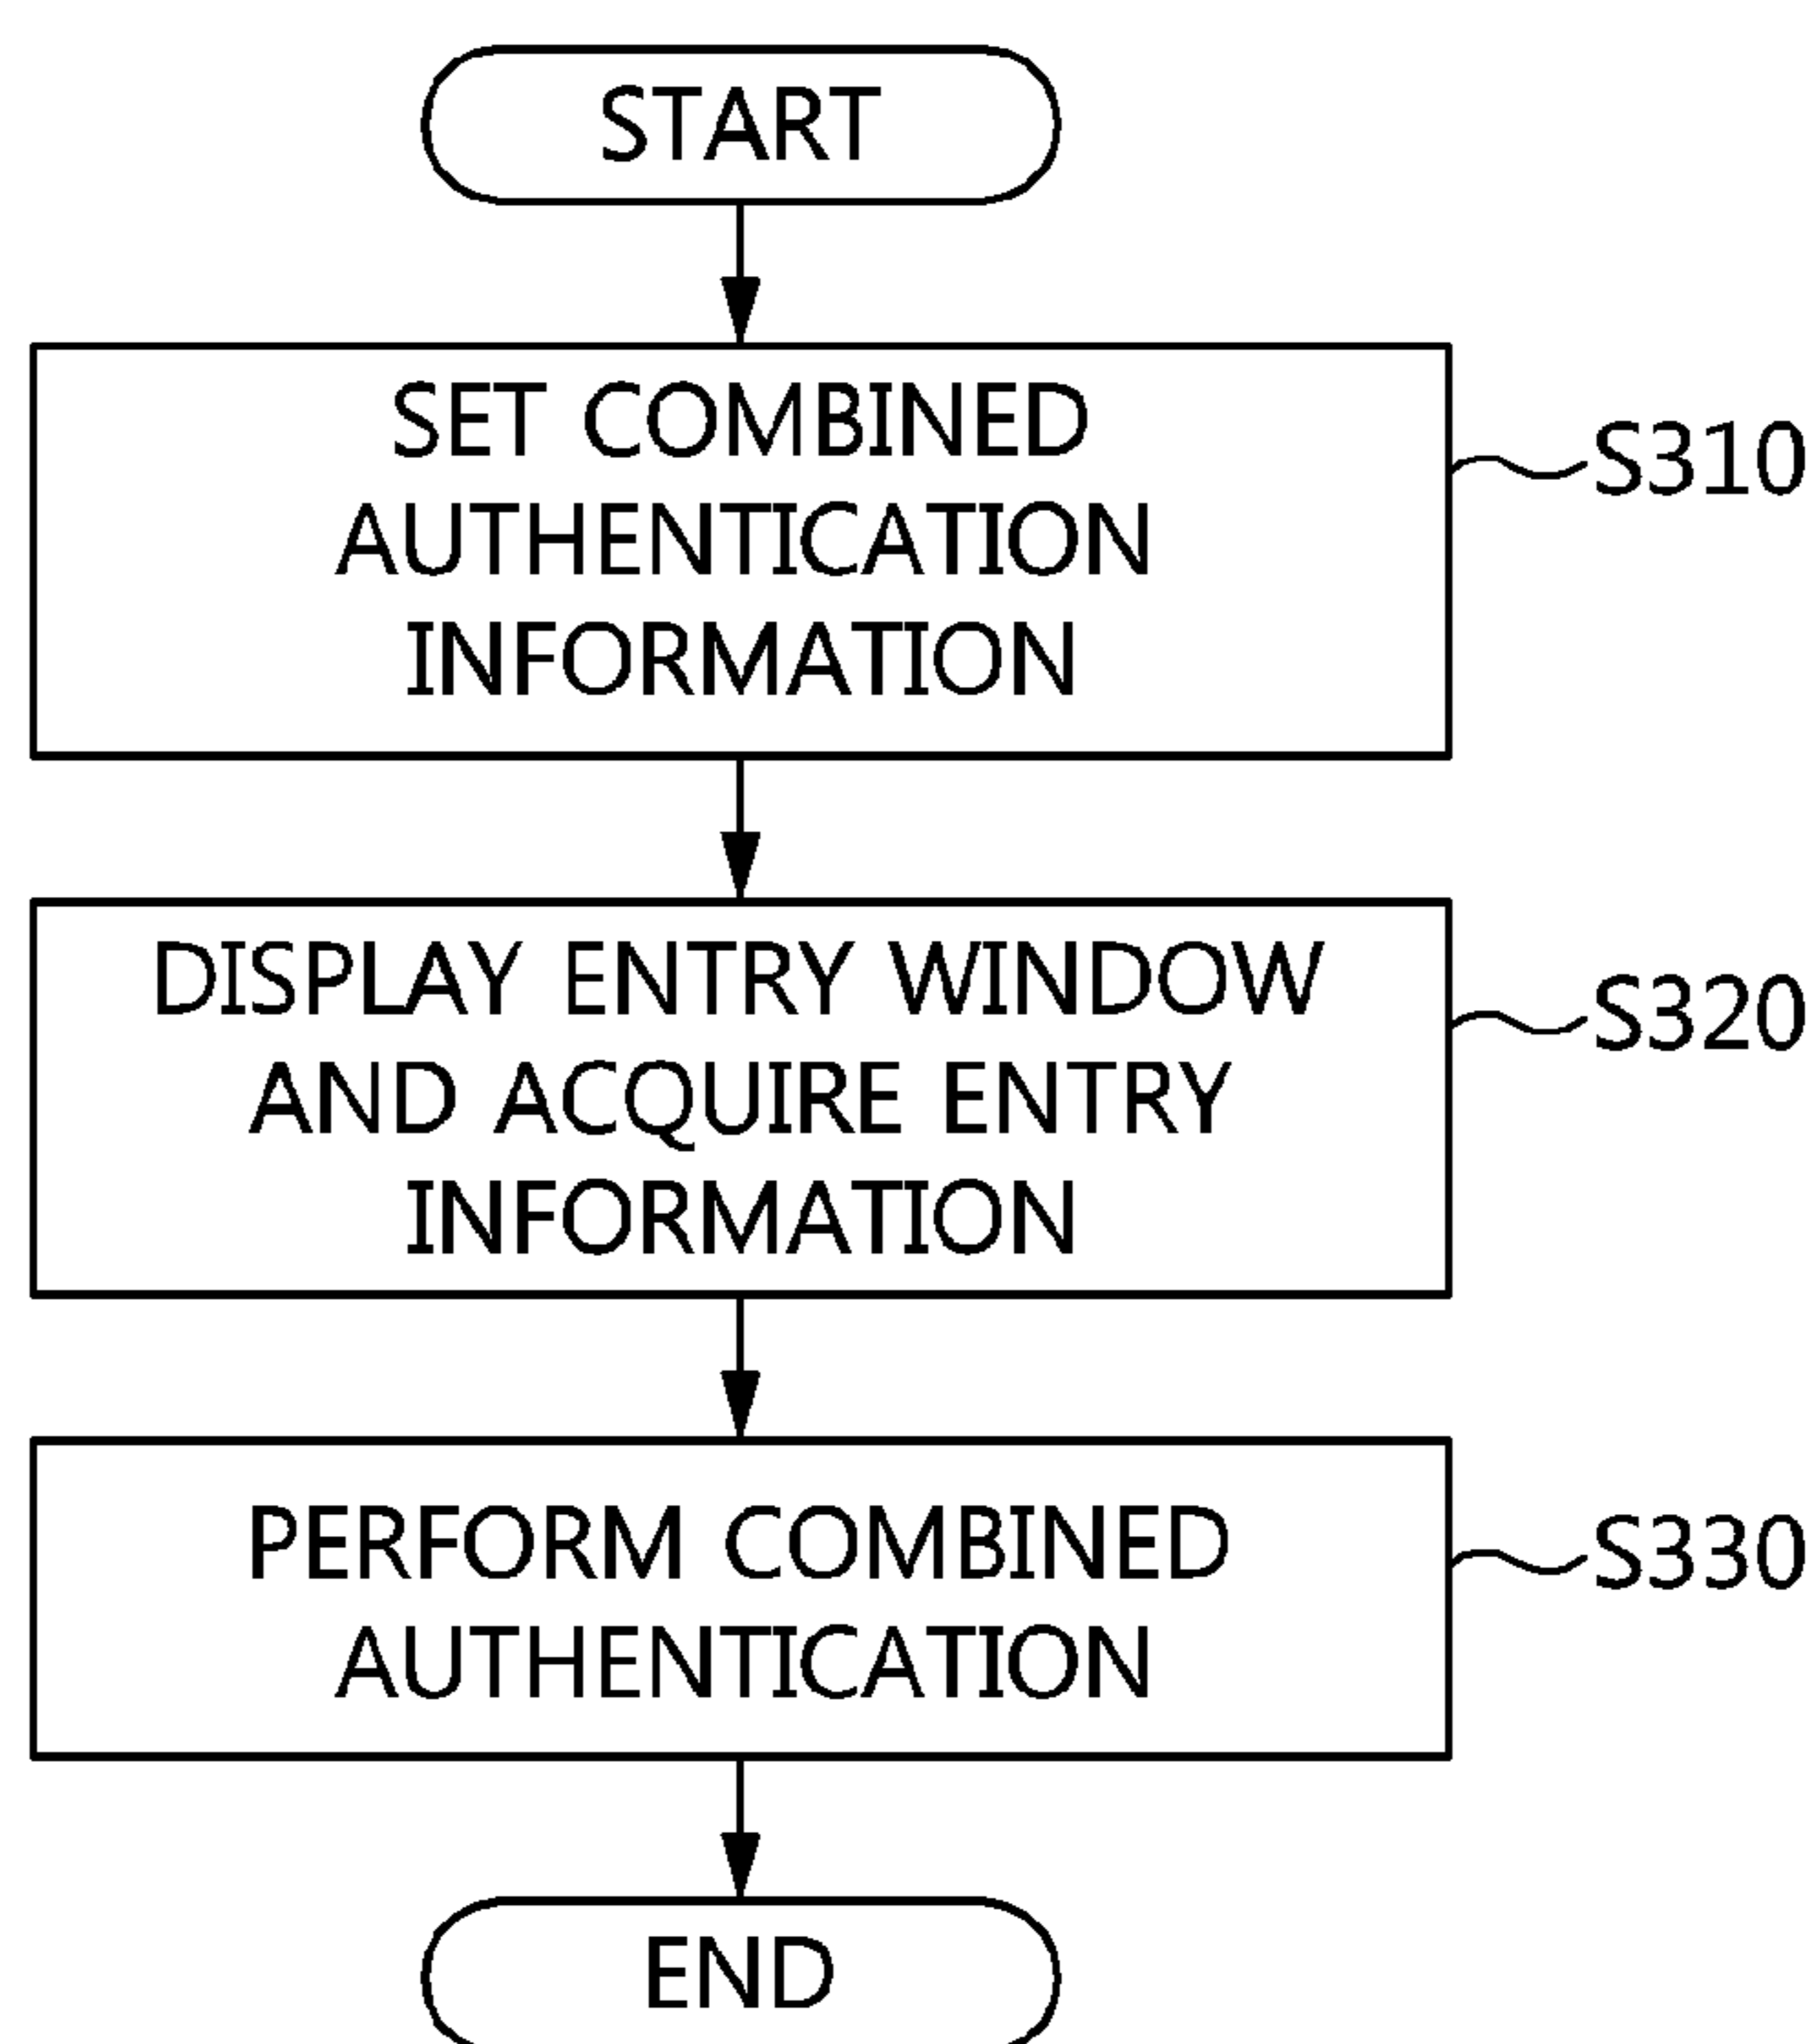 START
SET COMBINED
AUTHENTICATION
INFORMATION
S310
DISPLAY ENTRY WINDOW
AND ACQUIRE ENTRY
INFORMATION
S320
PERFORM COMBINED
AUTHENTICATION
S330
END